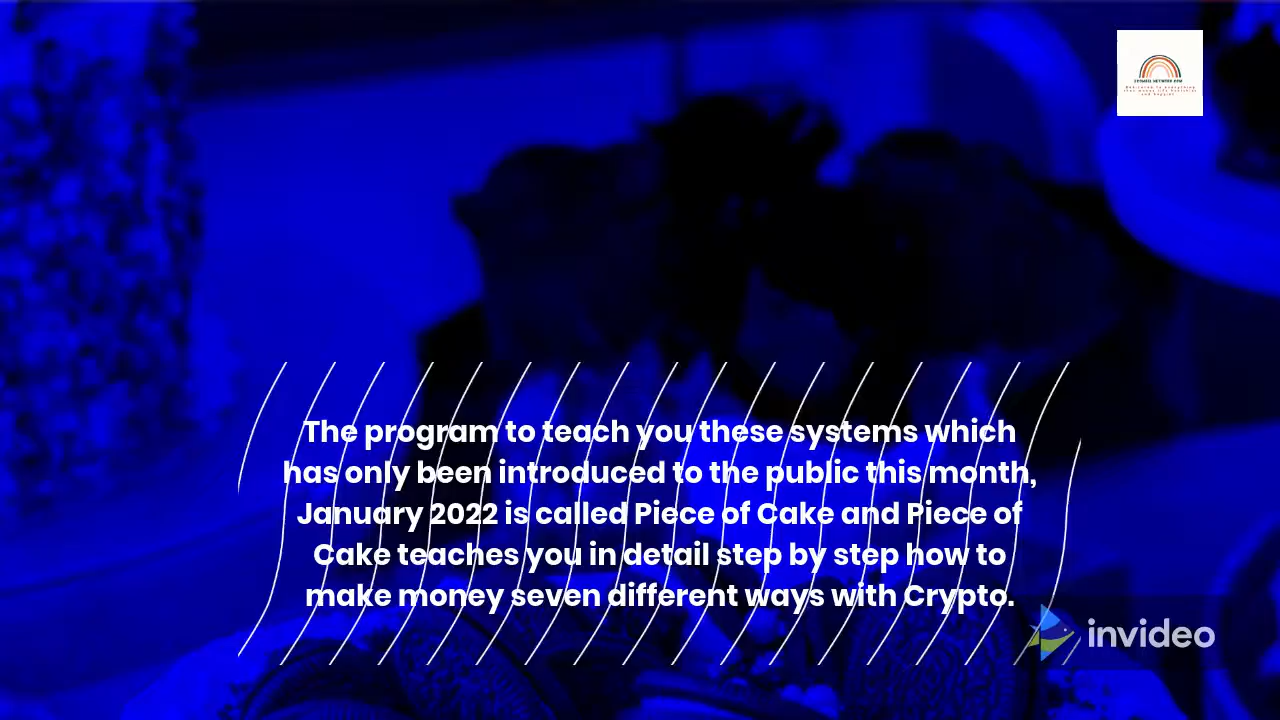 The program to teach you these systems which
has only been introduced to the public this month,
January 2022 is called Piece of Cake and Piece of
Cake teaches you in detail step by step how to
make money seven different ways with Crypto.
invideo